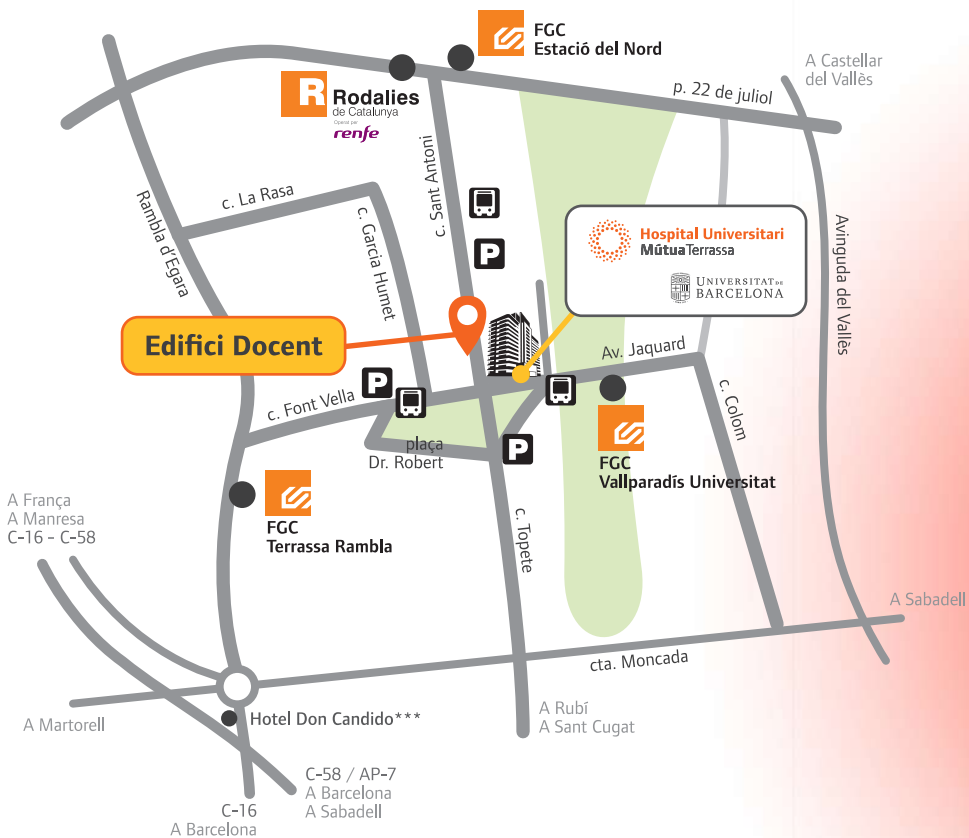 FGC
Estació del Nord
A Castellar
del Vallès
R
Rodalies
de Catalunya
Operat per
renfe
p. 22 de juliol
c. Sant Antoni
c. La Rasa
Rambla d'Egara
c. Garcia Humet
P
Hospital Universitari
MútuaTerrassa
UNIVERSITAT DE
BARCELONA
Avinguda del Vallès
Edifici Docent
Av. Jaquard
P
c. Font Vella
c. Colom
plaça
Dr. Robert
P
FGC
Vallparadís Universitat
FGC
Terrassa Rambla
A França
A Manresa
C-16 - C-58
c. Topete
A Sabadell
cta. Moncada
A Martorell
Hotel Don Candido***
A Rubí
A Sant Cugat
C-58 / AP-7
A Barcelona
A Sabadell
C-16
A Barcelona